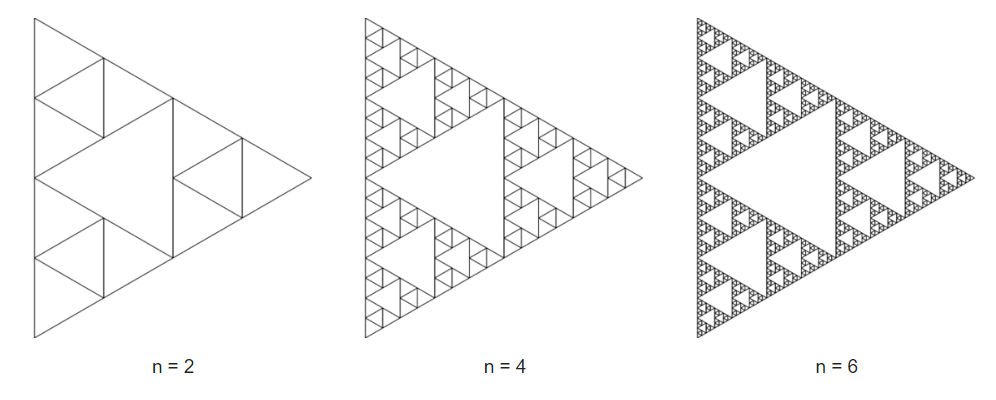 n = 2 n = 4 n = 6